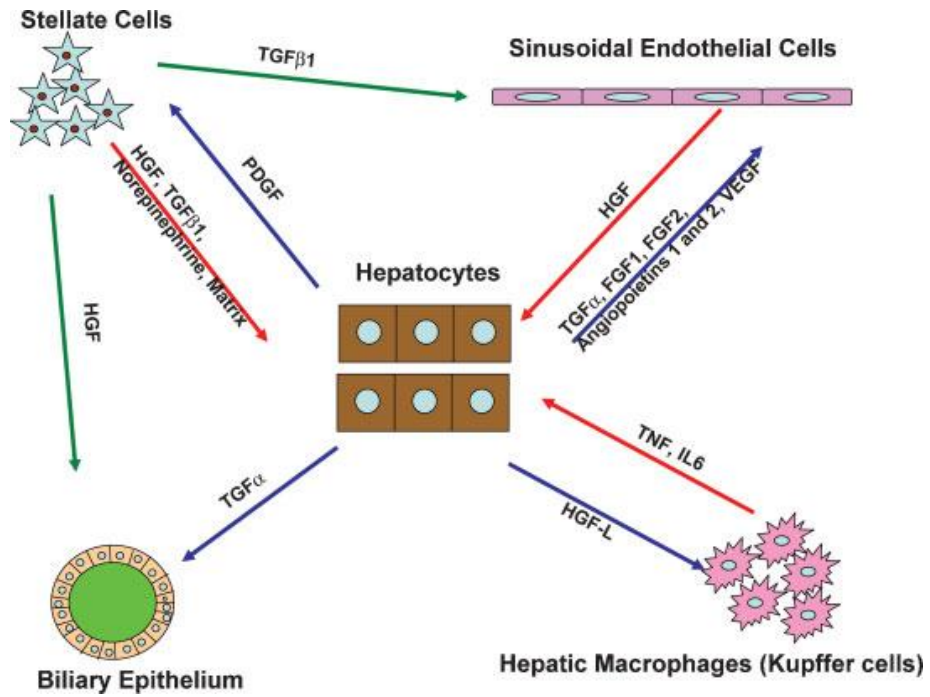 Stellate Cells
Sinusoidal Endothelial Cells
TGFβ1
HGF, TGFβ1,
Norepinephrine, Matrix
PDGF
HGF
TGFα, FGF1, FGF2,
Angiopoietins 1 and 2, VEGF
Hepatocytes
HGF
TNF, IL6
TGFα
HGF-L
Biliary Epithelium
Hepatic Macrophages (Kupffer cells)